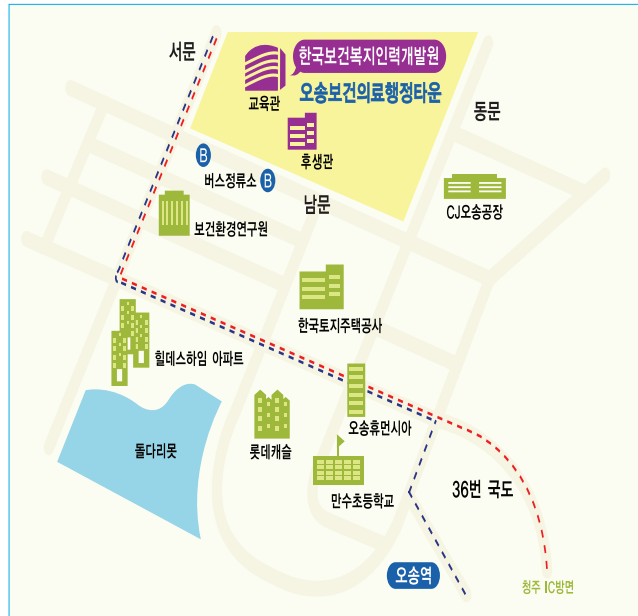 서문
한국보건복지인력개발원
오송보건의료행정타운
교육관
동문
후생관
B
버스정류소 B
남문
CJ오송공장
보건환경연구원
한국토지주택공사
힐데스하임 아파트
오송휴먼시아
돌다리못
롯데캐슬
만수초등학교
36번 국도
오송역
청주 IC방면